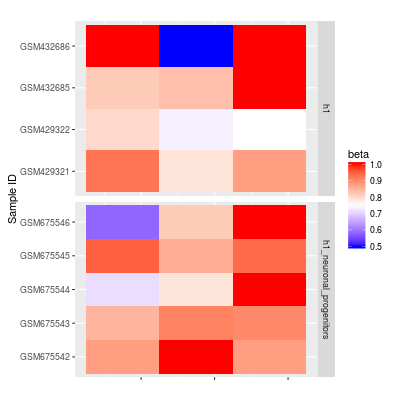 GSM432686
GSM432685
GSM429322
GSM429321
h1
GSM675546
GSM675545
GSM675544
GSM675543
GSM675542
h1_neuronal_progenitors
Sample ID
beta
1.0
0.9
0.8
0.7
0.6
0.5